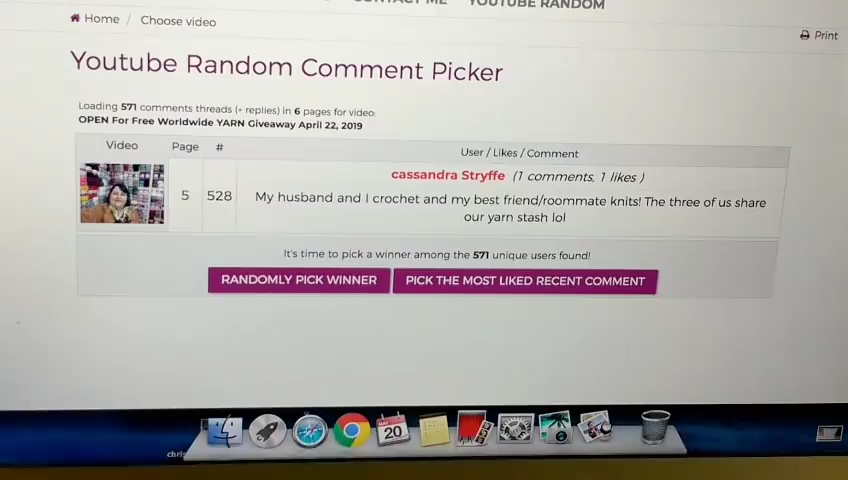 CONTACT ME YOUTUBE RANDOM
Home / Choose video
Print
Youtube Random Comment Picker
Loading 571 comments threads (+ replies) in 6 pages for video:
OPEN For Free Worldwide YARN Giveaway April 22, 2019
Video Page # User / Likes / Comment
cassandra Stryffe (1 comments, 1 likes )
5 528 My husband and I crochet and my best friend/roommate knits! The three of us share
our yarn stash lol
It's time to pick a winner among the 571 unique users found!
RANDOMLY PICK WINNER PICK THE MOST LIKED RECENT COMMENT
20
chris